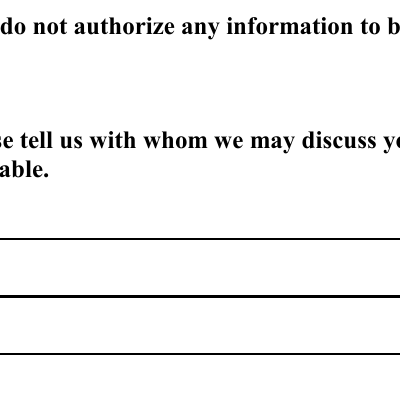 do not authorize any information to b
se tell us with whom we may discuss yo
able.